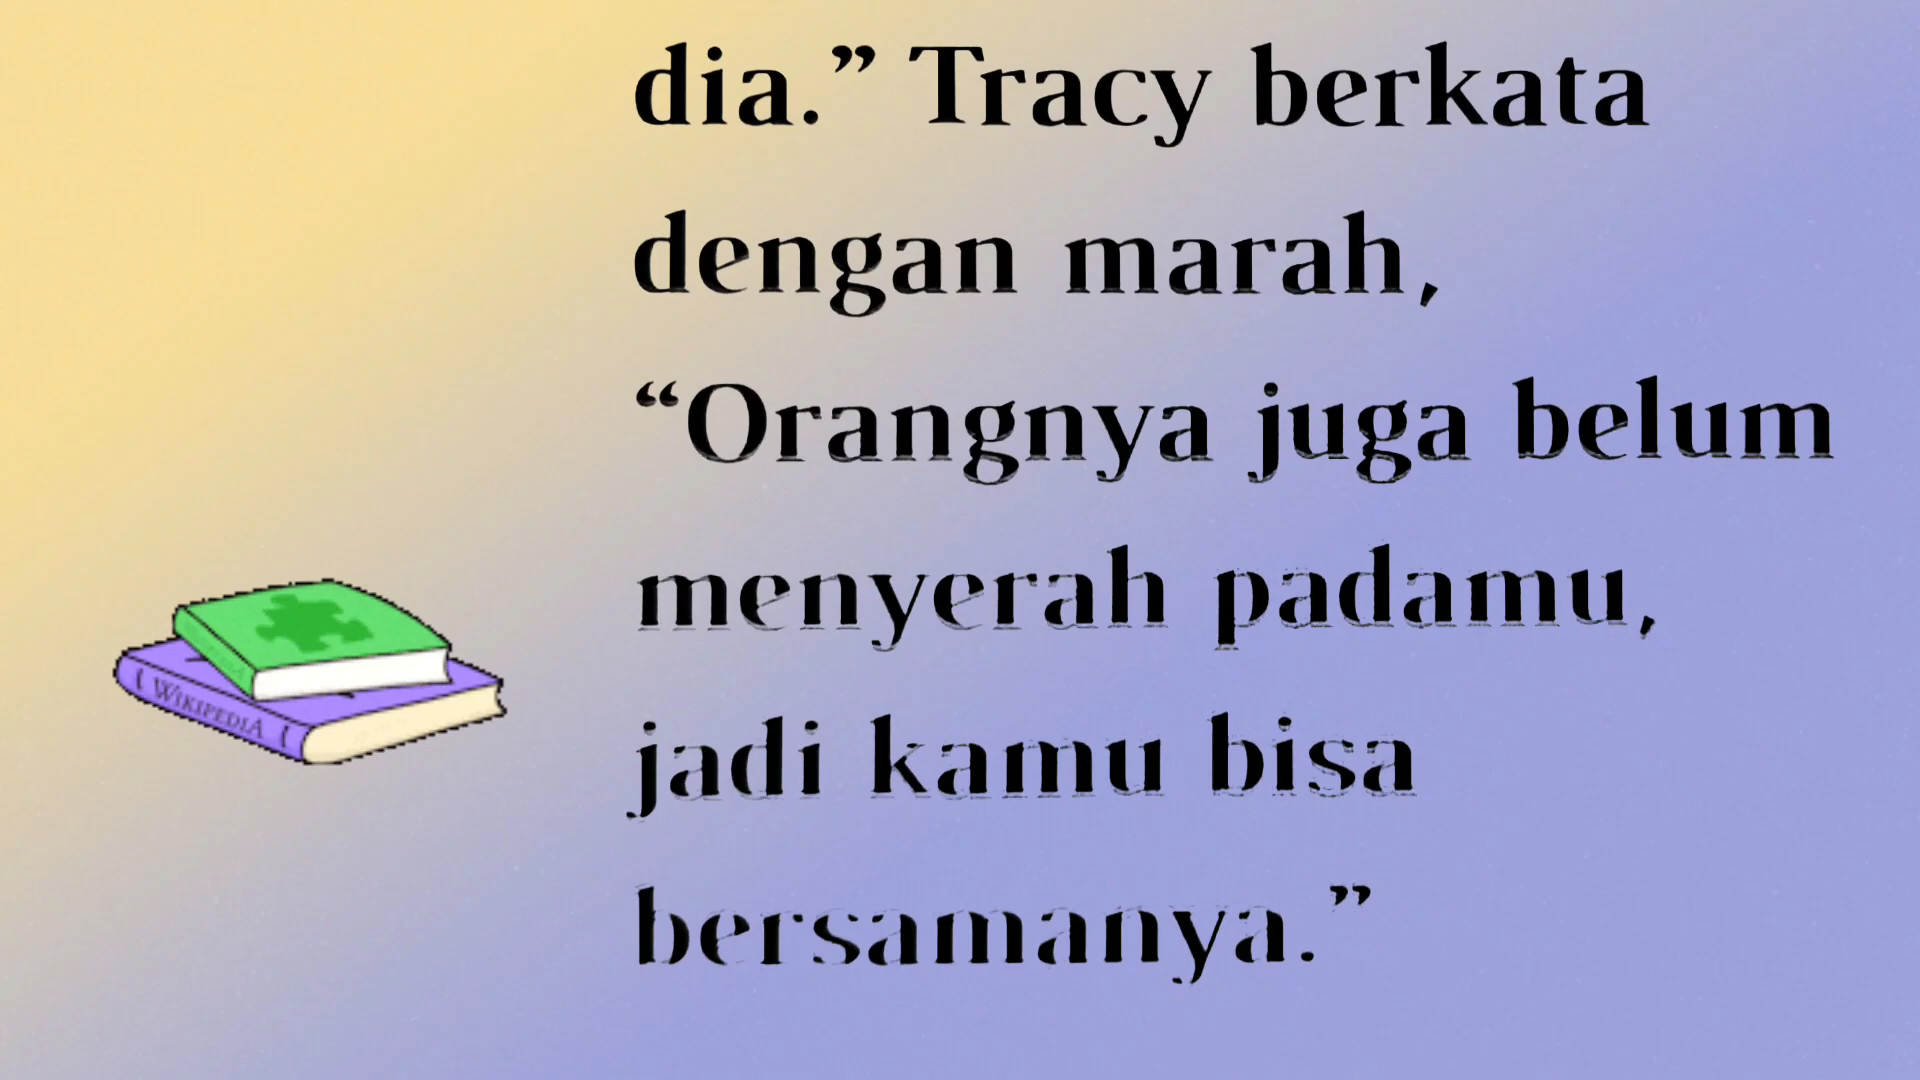 dia.” Tracy berkata
dengan marah,
“Orangnya juga belum
menyerah padamu,
jadi kamu bisa
bersamanya.”
WIKIPEDIA